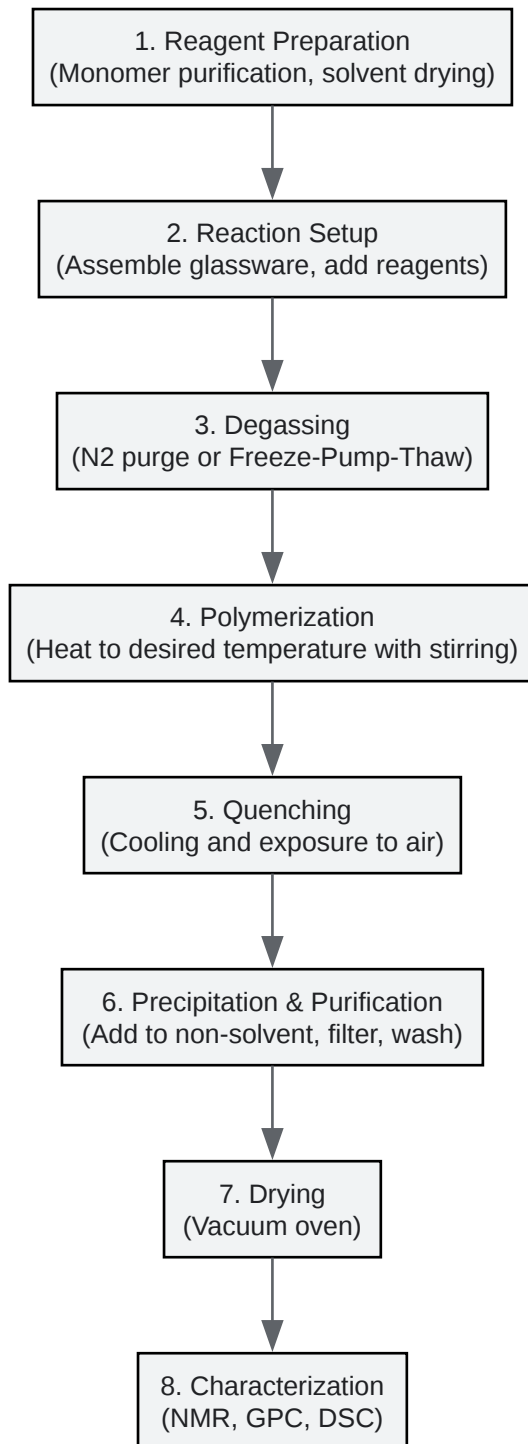 1. Reagent Preparation
(Monomer purification, solvent drying)
2. Reaction Setup
(Assemble glassware, add reagents)
3. Degassing
(N2 purge or Freeze-Pump-Thaw)
4. Polymerization
(Heat to desired temperature with stirring)
5. Quenching
(Cooling and exposure to air)
6. Precipitation & Purification
(Add to non-solvent, filter, wash)
7. Drying
(Vacuum oven)
8. Characterization
(NMR, GPC, DSC)